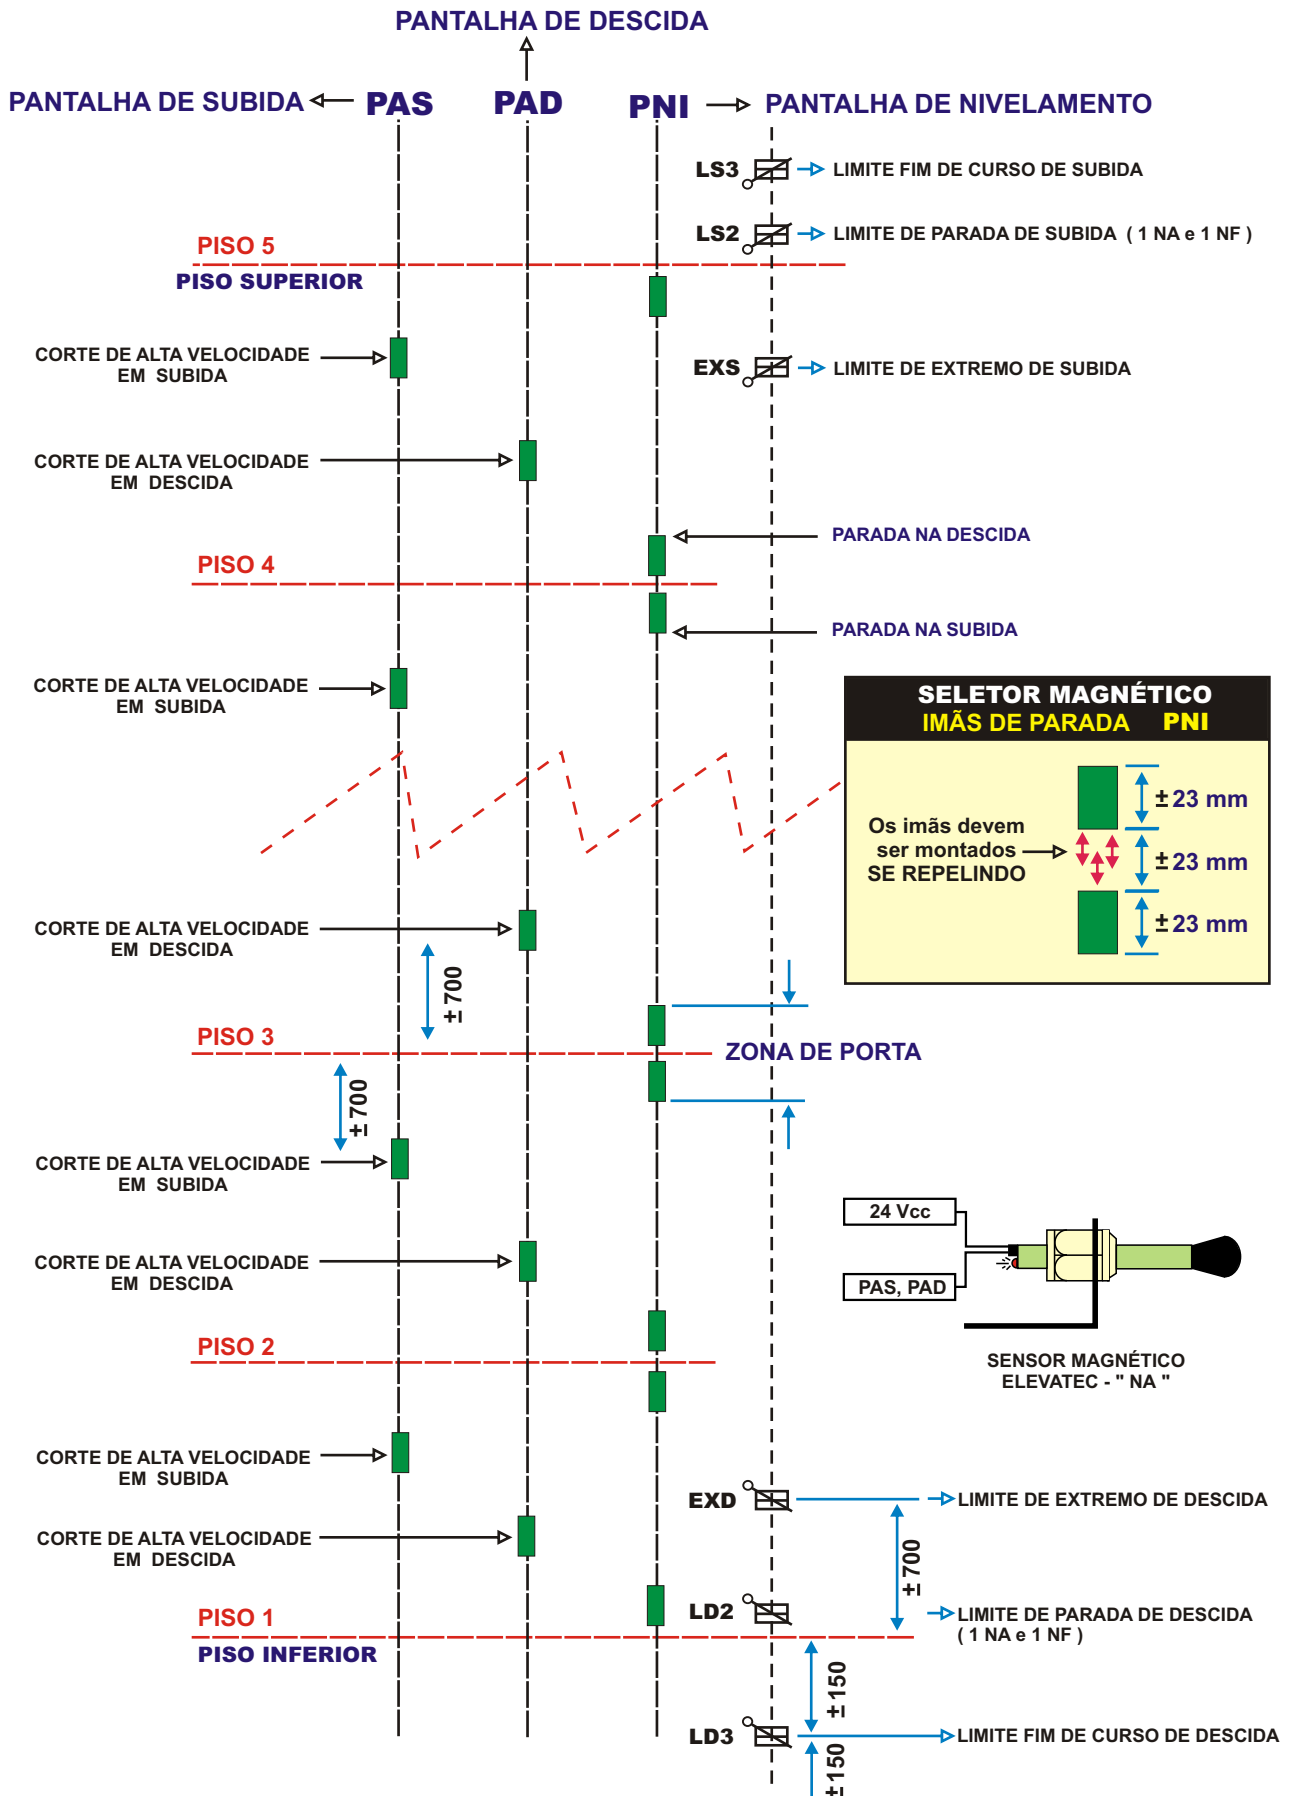 PANTALHA DE DESCIDA
PANTALHA DE SUBIDA
PAS
PAD
PNI
PANTALHA DE NIVELAMENTO
LS3
LIMITE FIM DE CURSO DE SUBIDA
LS2
LIMITE DE PARADA DE SUBIDA ( 1 NA e 1 NF )
PISO 5
PISO SUPERIOR
CORTE DE ALTA VELOCIDADE
EM SUBIDA
EXS
LIMITE DE EXTREMO DE SUBIDA
CORTE DE ALTA VELOCIDADE
EM DESCIDA
PARADA NA DESCIDA
PISO 4
PARADA NA SUBIDA
CORTE DE ALTA VELOCIDADE
EM SUBIDA
SELETOR MAGNÉTICO
IMÃS DE PARADA PNI
± 23 mm
Os imãs devem
ser montados
SE REPELINDO
± 23 mm
± 23 mm
CORTE DE ALTA VELOCIDADE
EM DESCIDA
± 700
PISO 3
ZONA DE PORTA
± 700
CORTE DE ALTA VELOCIDADE
EM SUBIDA
24 Vcc
PAS, PAD
SENSOR MAGNÉTICO
ELEVATEC - " NA "
CORTE DE ALTA VELOCIDADE
EM DESCIDA
PISO 2
CORTE DE ALTA VELOCIDADE
EM SUBIDA
EXD
LIMITE DE EXTREMO DE DESCIDA
CORTE DE ALTA VELOCIDADE
EM DESCIDA
± 700
PISO 1
PISO INFERIOR
LD2
LIMITE DE PARADA DE DESCIDA
( 1 NA e 1 NF )
± 150
LD3
LIMITE FIM DE CURSO DE DESCIDA
± 150